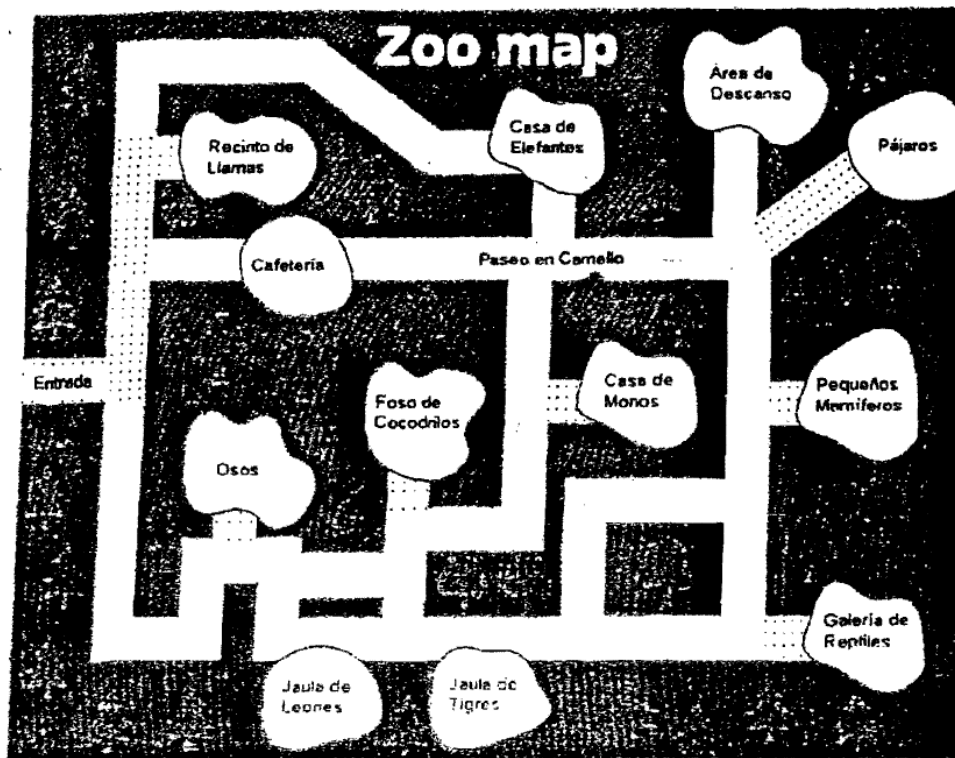 Zoo map
Área de
Descanso
Casa de
Elefantes
Recinto de
Llamas
Pájaros
Cafetería
Paseo en Camello
Entrada
Casa de
Monos
Pequeños
Mamíferos
Foso de
Cocodrilos
Osos
Galería de
Reptiles
Jaula de
Leones
Jaula de
Tigres